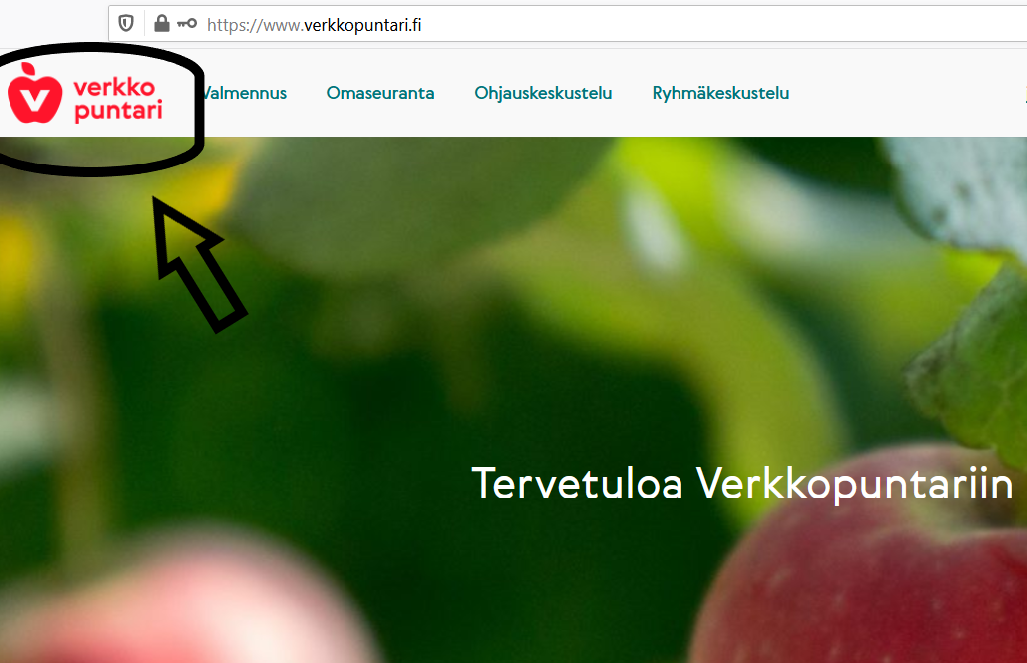 https://www.verkkopuntari.fi
verkko
puntari
Valmennus
Omaseuranta
Ohjauskeskustelu
Ryhmäkeskustelu
Tervetuloa Verkkopuntariin